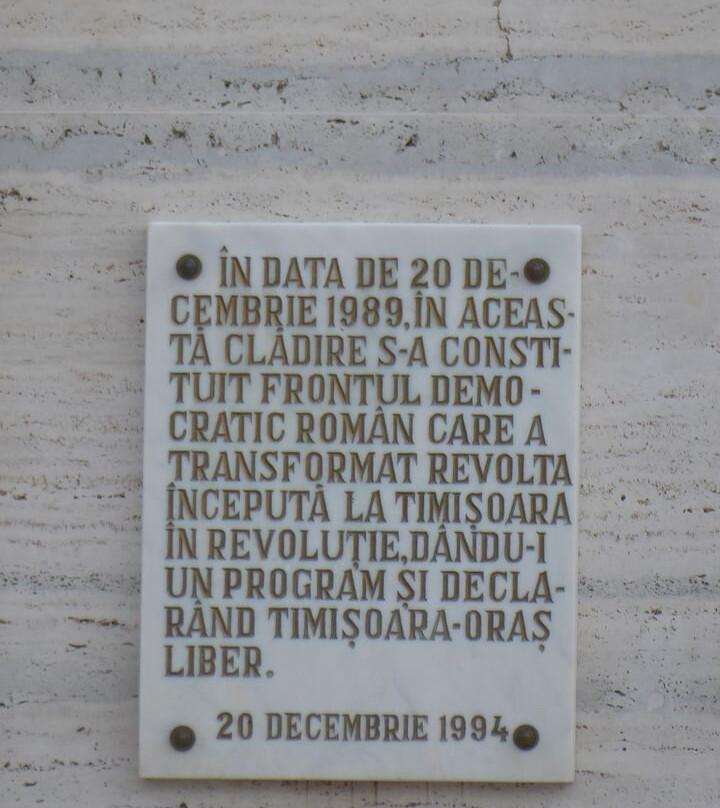 ÎN DATA DE 20 DE-
CEMBRIE 1989, ÎN ACEAS-
TĂ CLĂDIRE S-A CONSTI-
TUIT FRONTUL DEMO-
CRATIC ROMÂN CARE A
TRANSFORMAT REVOLTA
ÎNCEPUTĂ LA TIMIȘOARA
ÎN REVOLUȚIE, DÂNDU-I
UN PROGRAM ȘI DECLA-
RÂND TIMIȘOARA-ORAȘ
LIBER.
20 DECEMBRIE 1994